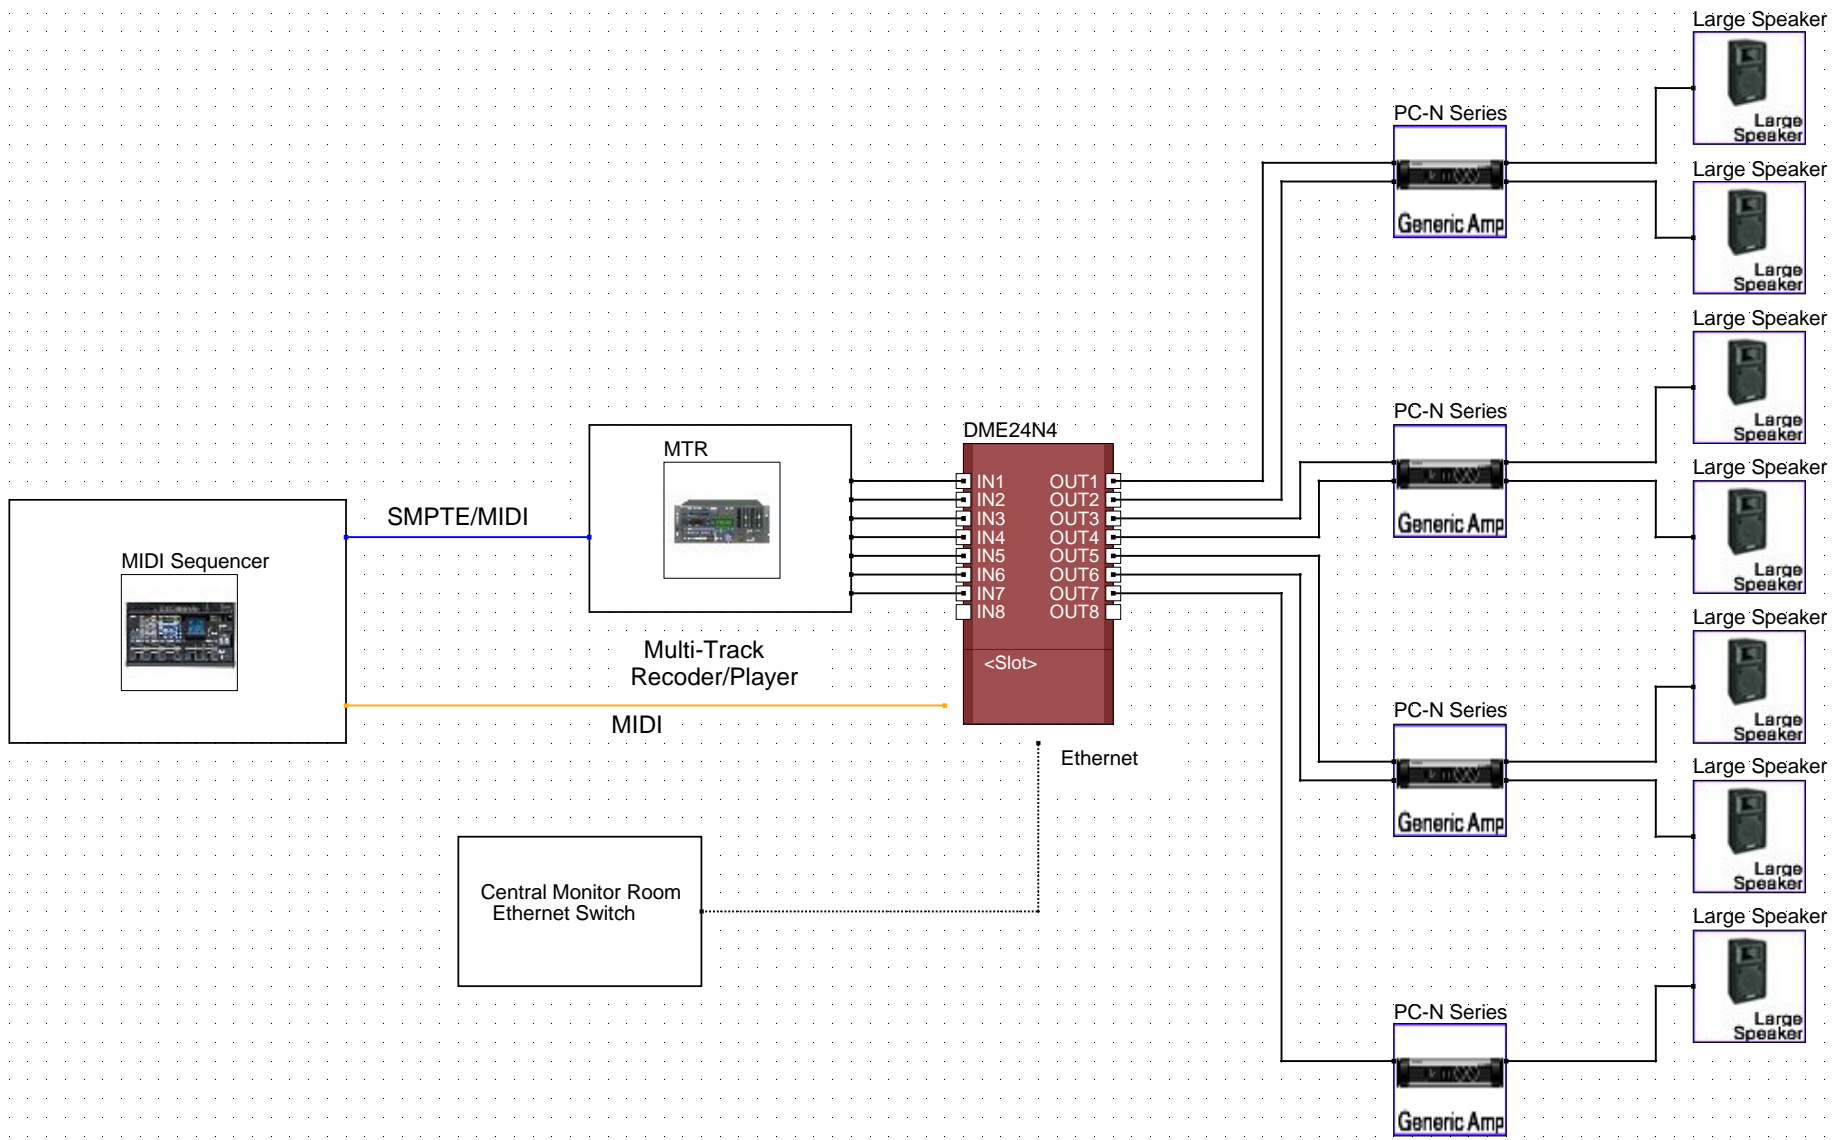 Large Speaker
Large
Speaker
PC-N Series
Generic Amp
Large Speaker
Large
Speaker
Large Speaker
Large
Speaker
PC-N Series
Generic Amp
Large Speaker
Large
Speaker
DME24N4
IN1 OUT1
IN2 OUT2
IN3 OUT3
IN4 OUT4
IN5 OUT5
IN6 OUT6
IN7 OUT7
IN8 OUT8
<Slot>
MTR
SMPTE/MIDI
MIDI Sequencer
Multi-Track
Recoder/Player
MIDI
Ethernet
Large Speaker
Large
Speaker
PC-N Series
Generic Amp
Large Speaker
Large
Speaker
Central Monitor Room
Ethernet Switch
Large Speaker
Large
Speaker
PC-N Series
Generic Amp